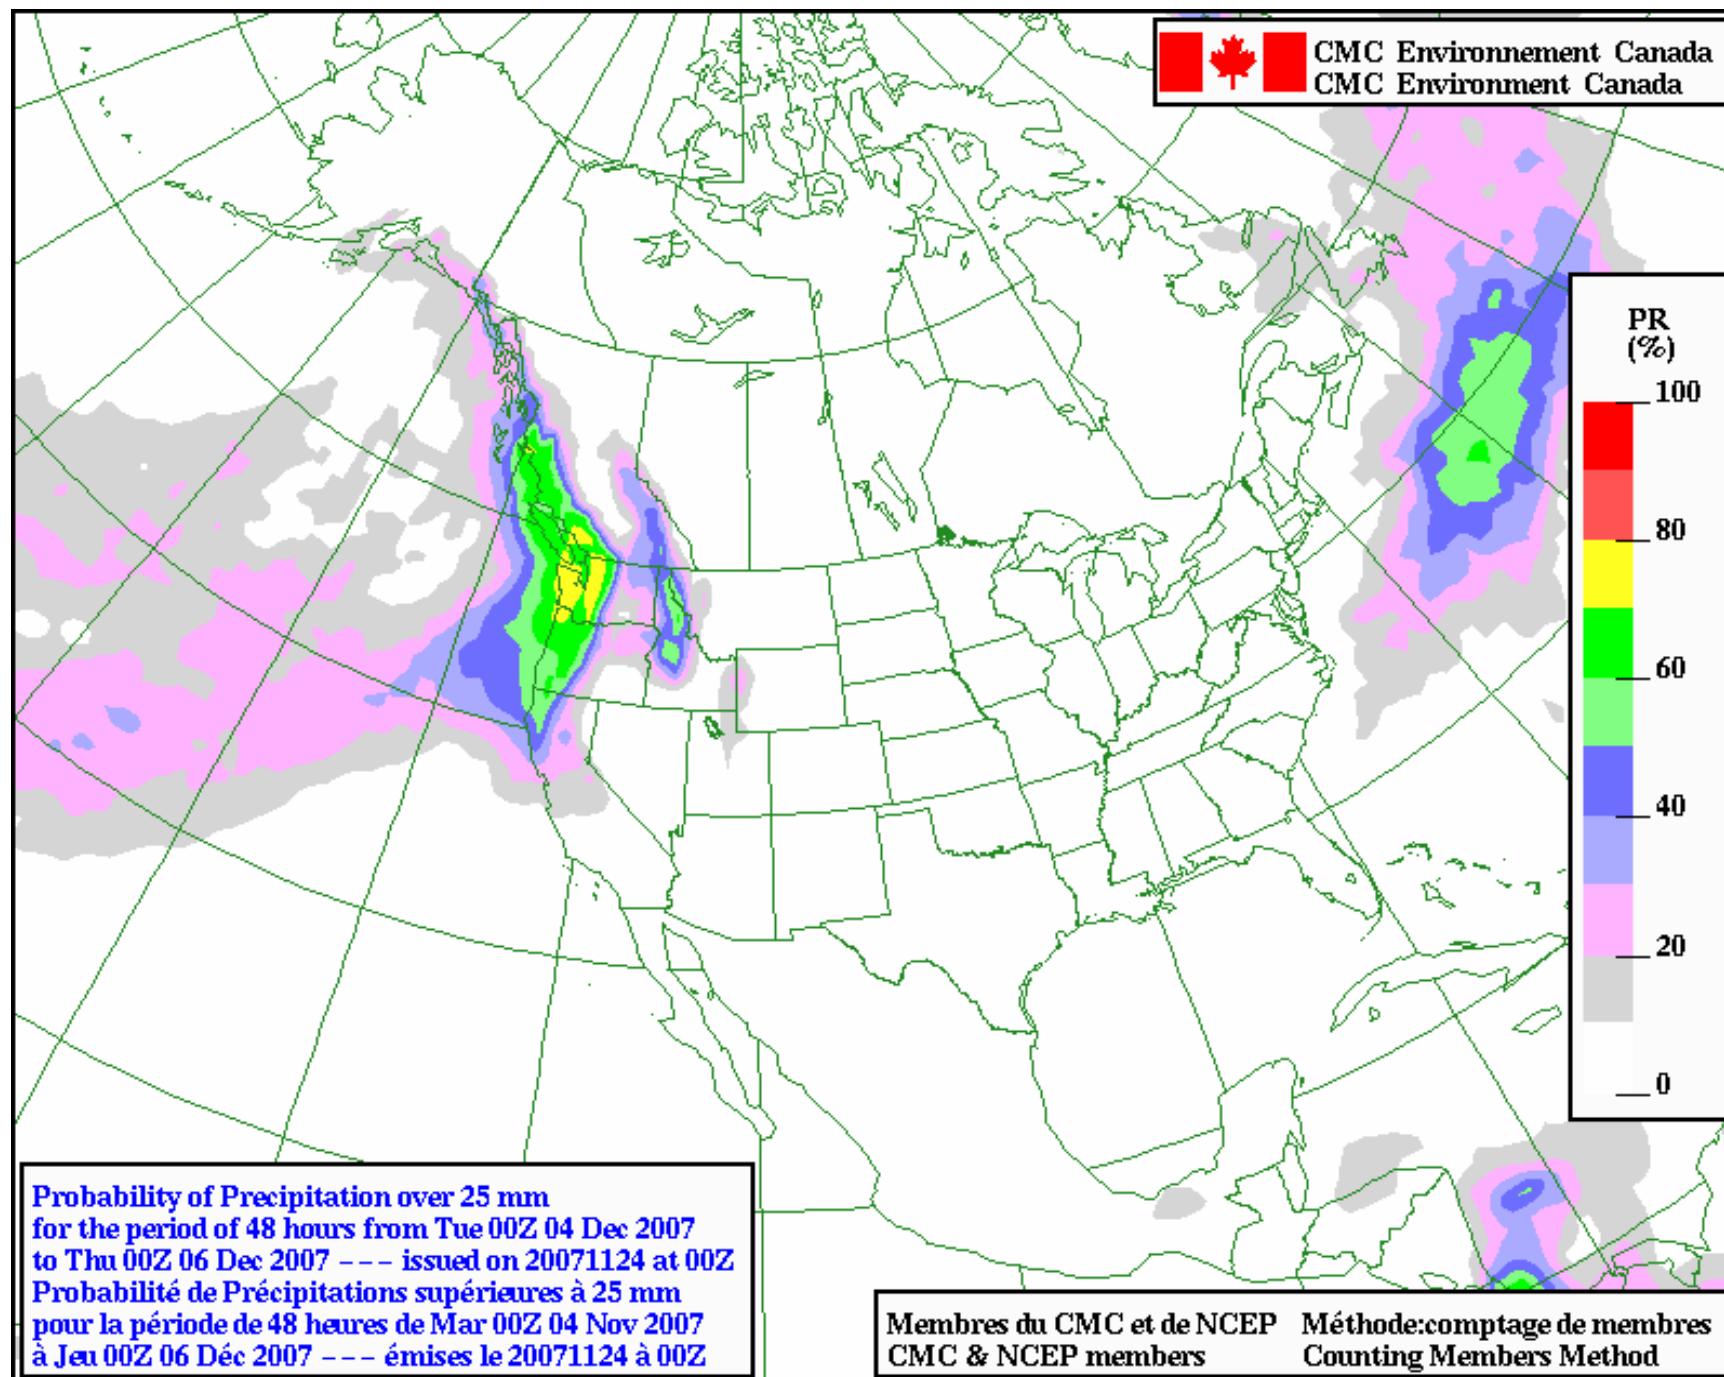 CMC Environnement Canada
CMC Environment Canada
PR
(%)
100
80
60
40
20
0
Probability of Precipitation over 25 mm
for the period of 48 hours from Tue 00Z 04 Dec 2007
to Thu 00Z 06 Dec 2007 --- issued on 20071124 at 00Z
Probabilité de Précipitations supérieures à 25 mm
pour la période de 48 heures de Mar 00Z 04 Nov 2007
à Jeu 00Z 06 Déc 2007 --- émises le 20071124 à 00Z
Membres du CMC et de NCEP Méthode:comptage de membres
CMC & NCEP members Counting Members Method